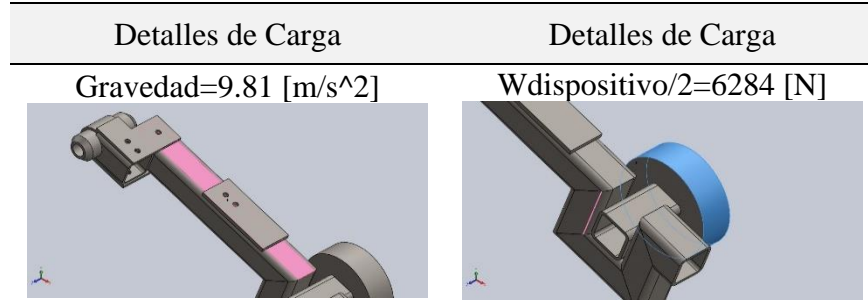 Detalles de Carga
Detalles de Carga
Gravedad=9.81 [m/s^2]
Wdispositivo/2=6284 [N]